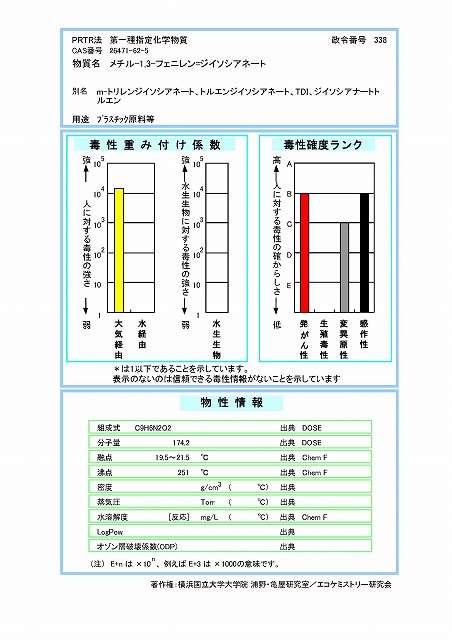 PRTR法 第一種指定化学物質 政令番号 338
CAS番号 26471-62-5
物質名 メチル-1,3-フェニレン=ジイソシアネート
別名 m-トリレンジイソシアネート、トルエンジイソシアネート、TDI、ジイソシアナートト
ルエン
用途 プラスチック原料等
毒性重み付け係数
強
人に対する毒性の強さ
弱
10^5
10^4
10^3
10^2
10
1
大気経由
水経由
強
水生生物に対する毒性の強さ
弱
10^5
10^4
10^3
10^2
10
1
水生生物
毒性確度ランク
高
人に対する毒性の確からしさ
低
A
B
C
D
E
発がん性
生殖毒性
変異原性
感作性
*は1以下であることを示しています。
表示のないのは信頼できる毒性情報がないことを示しています
物性情報
組成式 C9H6N2O2 出典 DOSE
分子量 174.2 出典 DOSE
融点 19.5~21.5 ℃ 出典 Chem F
沸点 251 ℃ 出典 Chem F
密度 g/cm3 ( ℃) 出典
蒸気圧 Torr ( ℃) 出典
水溶解度 [反応] mg/L ( ℃) 出典 Chem F
LogPow 出典
オゾン層破壊係数(ODP) 出典
(注) E+n は ×10^n、例えば E+3 は ×1000の意味です。
著作権:横浜国立大学大学院 浦野・亀屋研究室/エコケミストリー研究会